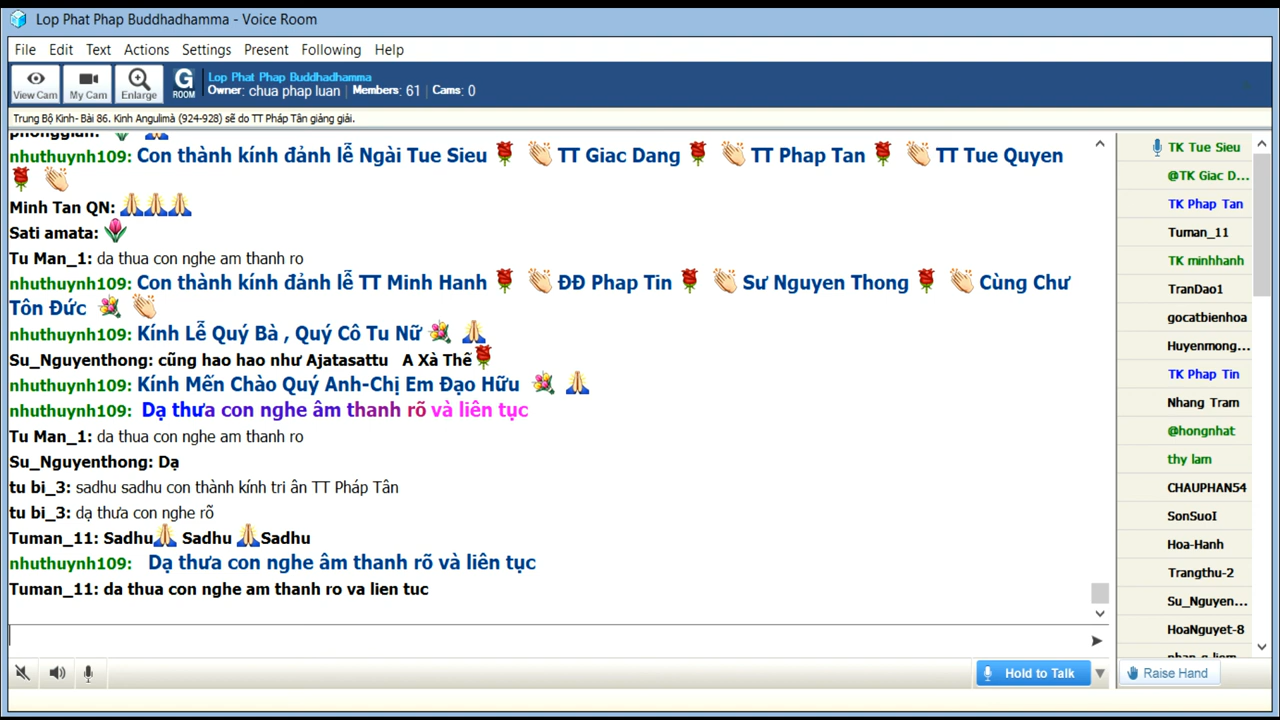 Lop Phat Phap Buddhadhamma - Voice Room
File Edit Text Actions Settings Present Following Help
View Cam My Cam Enlarge G ROOM
Lop Phat Phap Buddhadhamma
Owner: chua phap luan | Members: 61 | Cams: 0
Trung Bộ Kinh- Bài 86. Kinh Angulimà (924-928) sẽ do TT Pháp Tân giảng giải.
phonggian:
nhuthuynh109: Con thành kính đảnh lễ Ngài Tue Sieu TT Giac Dang TT Phap Tan TT Tue Quyen
Minh Tan QN:
Sati amata:
Tu Man_1: da thua con nghe am thanh ro
nhuthuynh109: Con thành kính đảnh lễ TT Minh Hanh ĐĐ Phap Tin Sư Nguyen Thong Cùng Chư
Tôn Đức
nhuthuynh109: Kính Lễ Quý Bà , Quý Cô Tu Nữ
Su_Nguyenthong: cũng hao hao như Ajatasattu A Xà Thế
nhuthuynh109: Kính Mến Chào Quý Anh-Chị Em Đạo Hữu
nhuthuynh109: Dạ thưa con nghe âm thanh rõ và liên tục
Tu Man_1: da thua con nghe am thanh ro
Su_Nguyenthong: Dạ
tu bi_3: sadhu sadhu con thành kính tri ân TT Pháp Tân
tu bi_3: dạ thưa con nghe rõ
Tuman_11: Sadhu Sadhu Sadhu
nhuthuynh109: Dạ thưa con nghe âm thanh rõ và liên tục
Tuman_11: da thua con nghe am thanh ro va lien tuc
TK Tue Sieu
@TK Giac D...
TK Phap Tan
Tuman_11
TK minhhanh
TranDao1
gocatbienhoa
Huyenmong...
TK Phap Tin
Nhang Tram
@hongnhat
thy lam
CHAUPHAN54
SonSuoI
Hoa-Hanh
Trangthu-2
Su_Nguyen...
HoaNguyet-8
Hold to Talk
Raise Hand